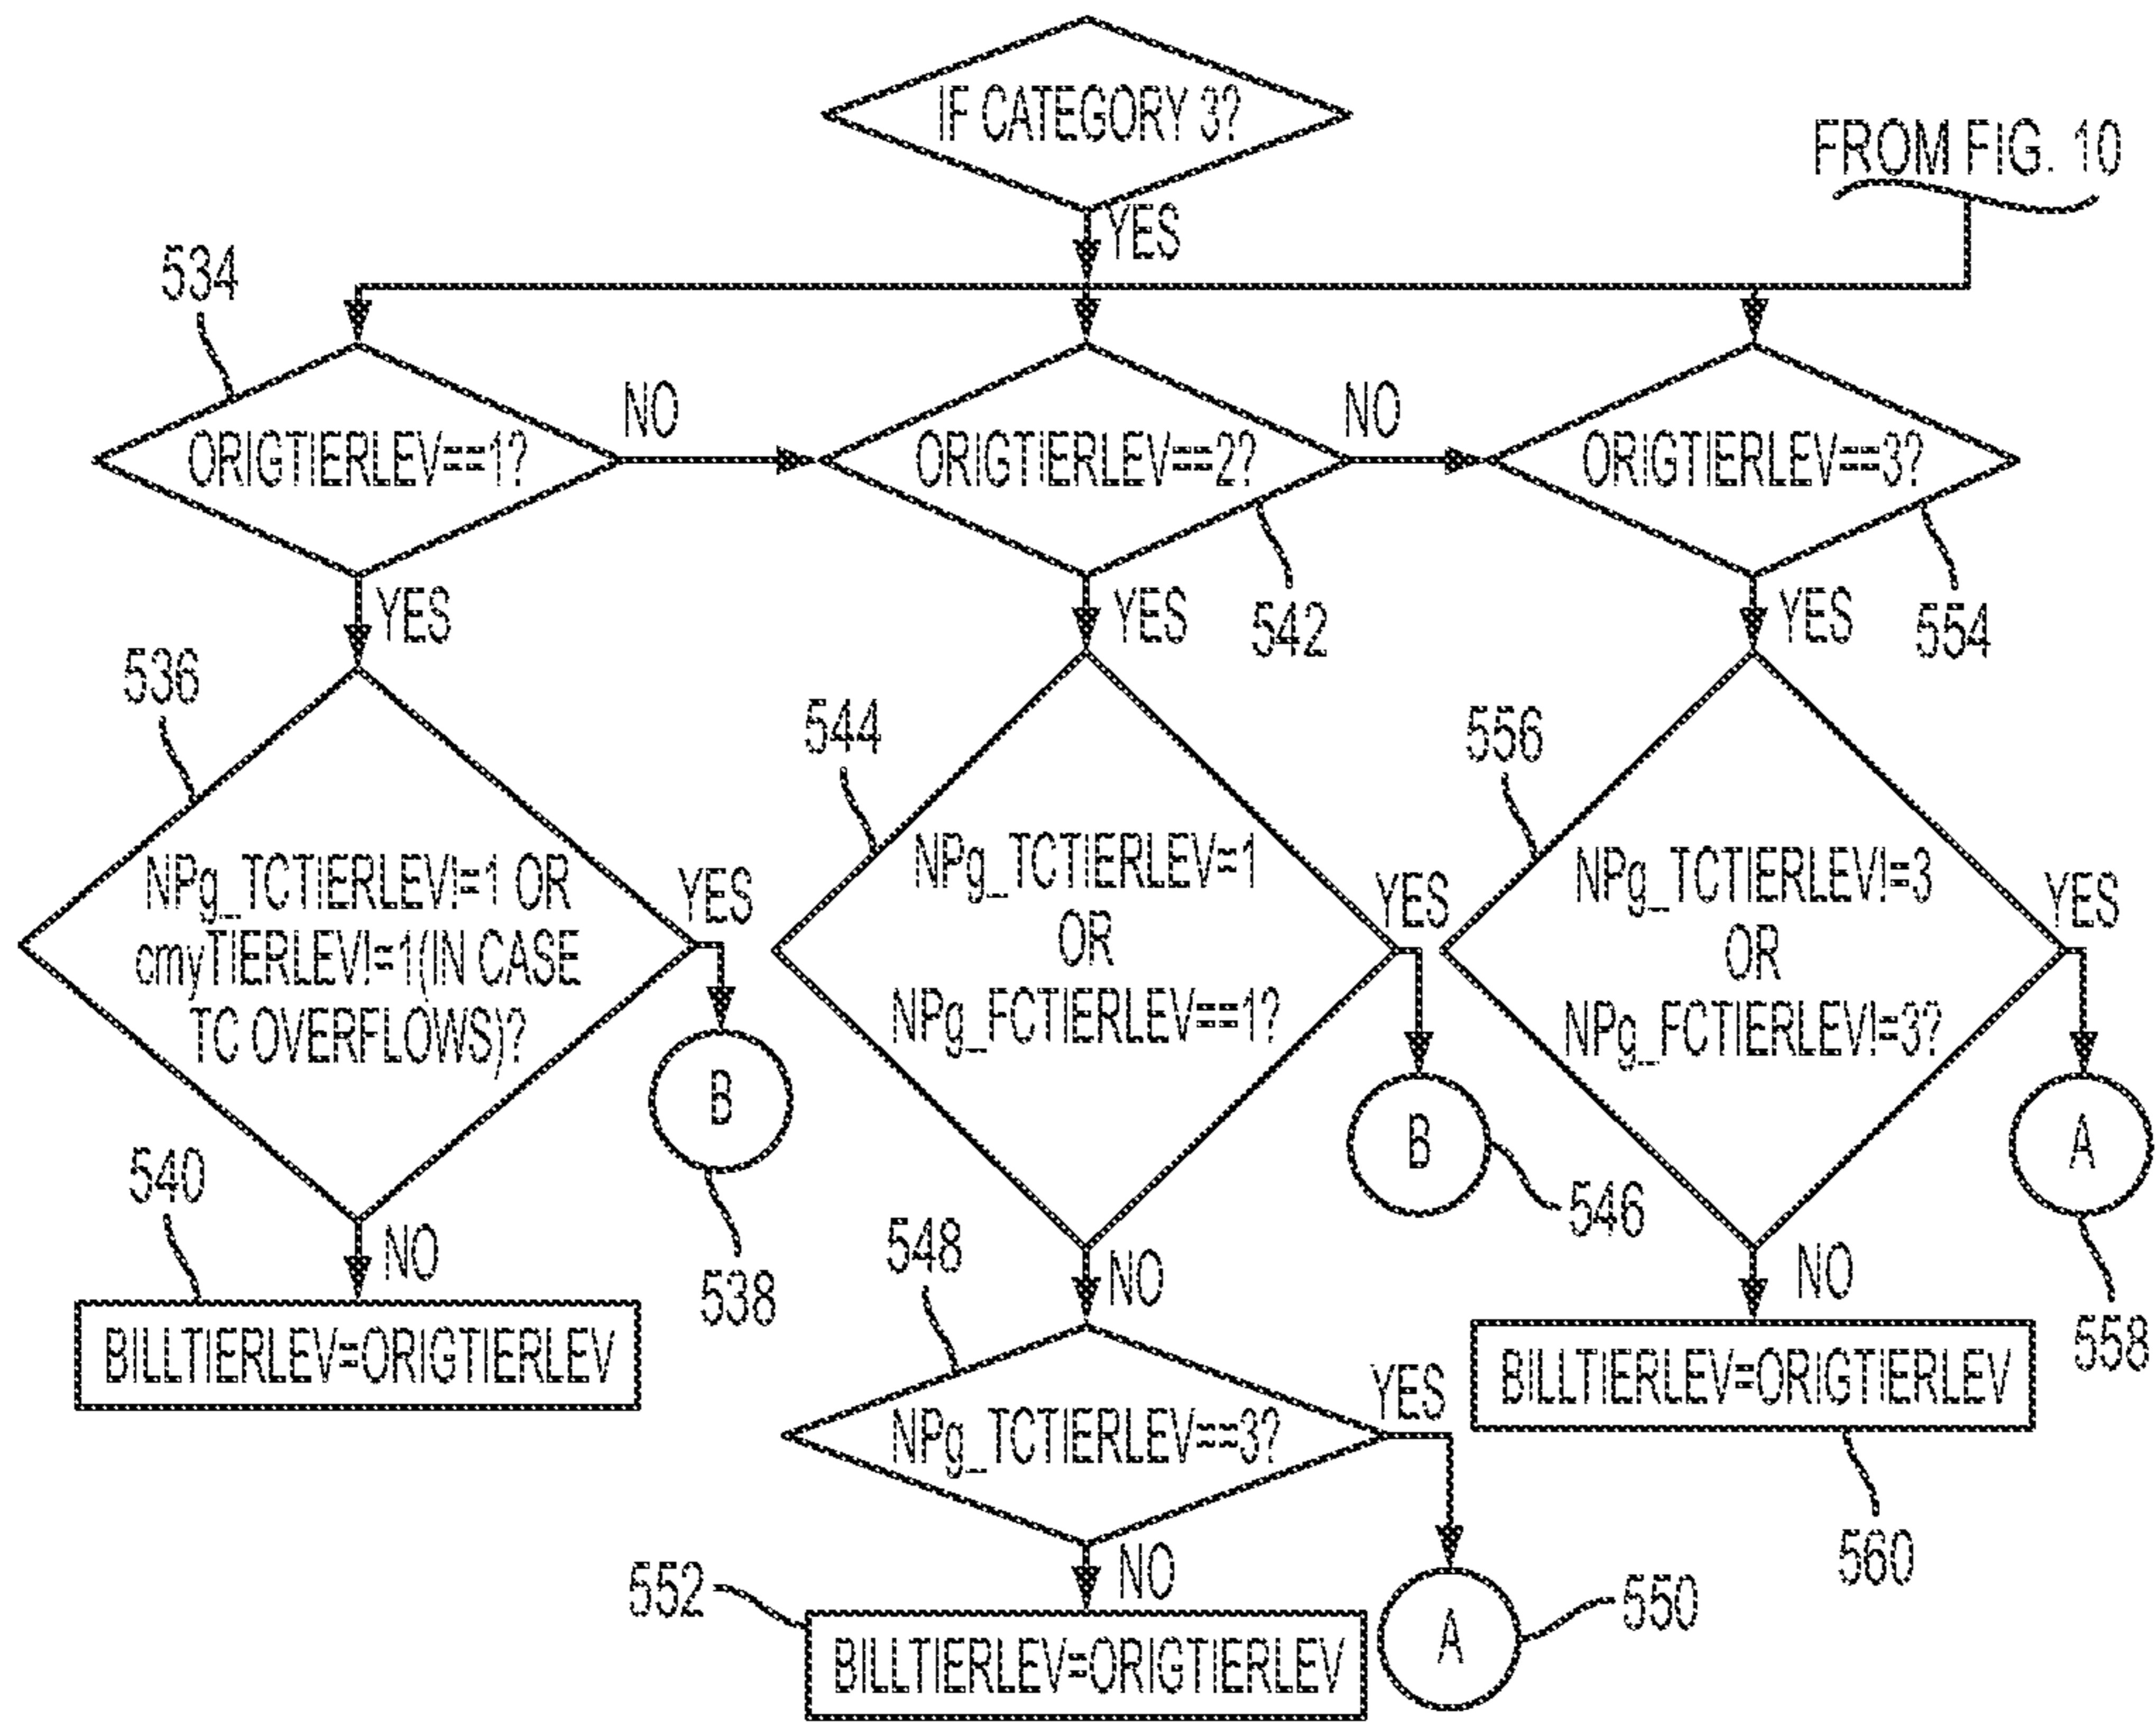 IF CATEGORY 3?
FROM FIG. 10
YES
534
NO
NO
ORIGTIERLEV==1?
ORIGTIERLEV==2?
ORIGTIERLEV==3?
YES
YES
542
YES
554
536
544
556
NPg_TCTIERLEV!=1 OR
cmyTIERLEV!=1(IN CASE
TC OVERFLOWS)?
YES
B
538
NPg_TCTIERLEV=1
OR
NPg_FCTIERLEV==1?
YES
B
546
NPg_TCTIERLEV!=3
OR
NPg_FCTIERLEV!=3?
YES
A
558
540
NO
BILLTIERLEV=ORIGTIERLEV
548
NO
NPg_TCTIERLEV==3?
YES
A
550
NO
552
BILLTIERLEV=ORIGTIERLEV
NO
BILLTIERLEV=ORIGTIERLEV
560